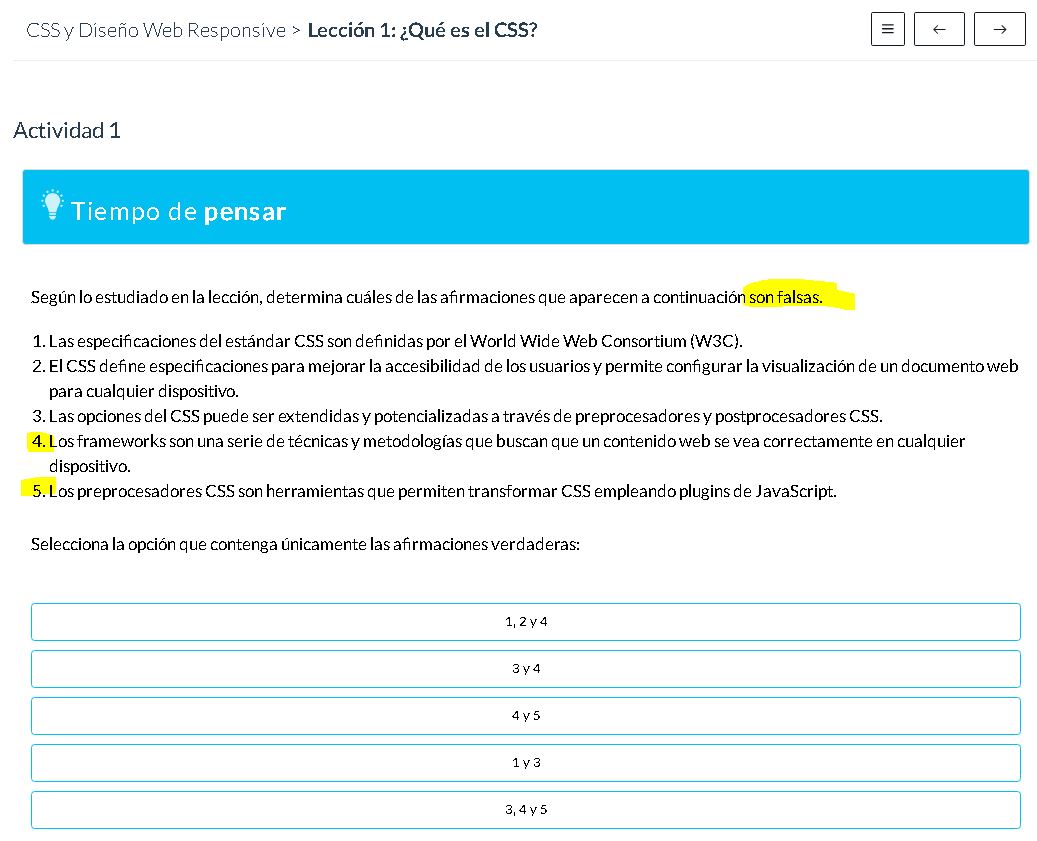 CSS y Diseño Web Responsive > Lección 1: ¿Qué es el CSS?
Actividad 1
Tiempo de pensar
Según lo estudiado en la lección, determina cuáles de las afirmaciones que aparecen a continuación son falsas.
1. Las especificaciones del estándar CSS son definidas por el World Wide Web Consortium (W3C).
2. El CSS define especificaciones para mejorar la accesibilidad de los usuarios y permite configurar la visualización de un documento web
para cualquier dispositivo.
3. Las opciones del CSS puede ser extendidas y potencializadas a través de preprocesadores y postprocesadores CSS.
4. Los frameworks son una serie de técnicas y metodologías que buscan que un contenido web se vea correctamente en cualquier
dispositivo.
5. Los preprocesadores CSS son herramientas que permiten transformar CSS empleando plugins de JavaScript.
Selecciona la opción que contenga únicamente las afirmaciones verdaderas:
1, 2 y 4
3 y 4
4 y 5
1 y 3
3, 4 y 5